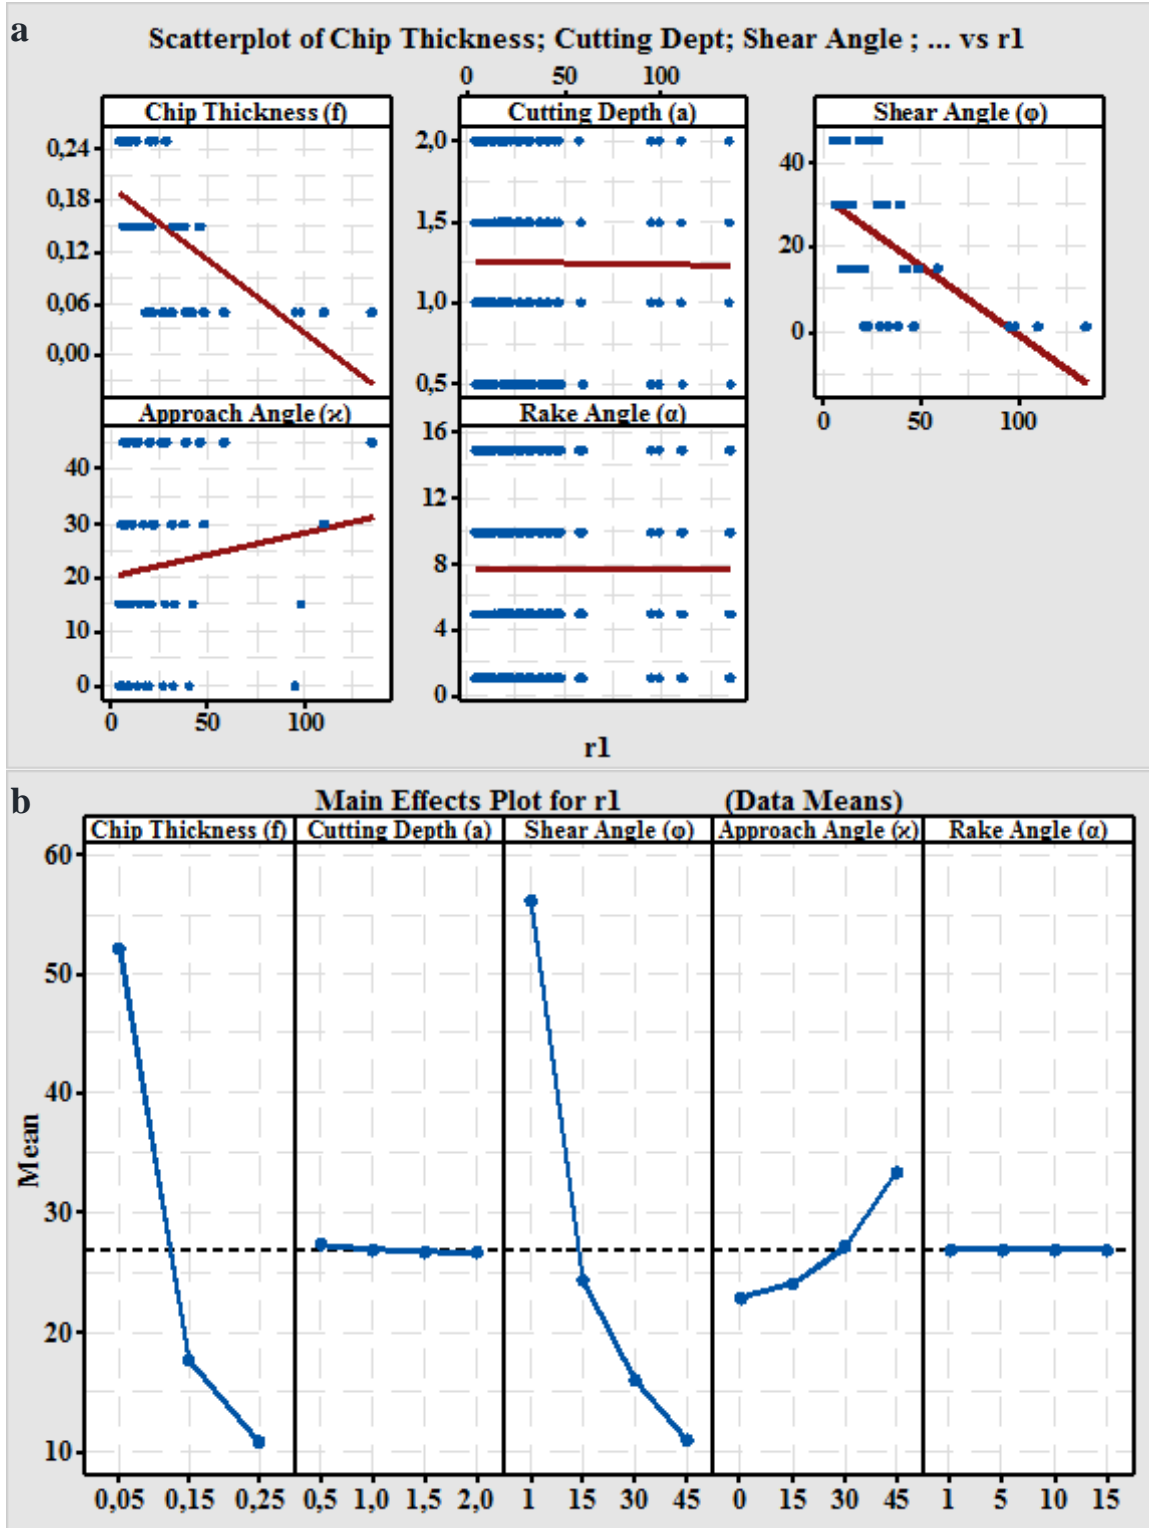 a
Scatterplot of Chip Thickness; Cutting Dept; Shear Angle ; ... vs r1
0 50 100
Chip Thickness (f) Cutting Depth (a) Shear Angle (φ)
0,24
0,18
0,12
0,06
0,00
2,0
1,5
1,0
0,5
40
20
0
0 50 100
Approach Angle (ϰ) Rake Angle (α)
40
30
20
10
0
16
12
8
4
0
0 50 100
r1
b
Main Effects Plot for r1 (Data Means)
Chip Thickness (f) Cutting Depth (a) Shear Angle (φ) Approach Angle (ϰ) Rake Angle (α)
60
50
40
30
20
10
Mean
0,05 0,15 0,25 0,5 1,0 1,5 2,0 1 15 30 45 0 15 30 45 1 5 10 15